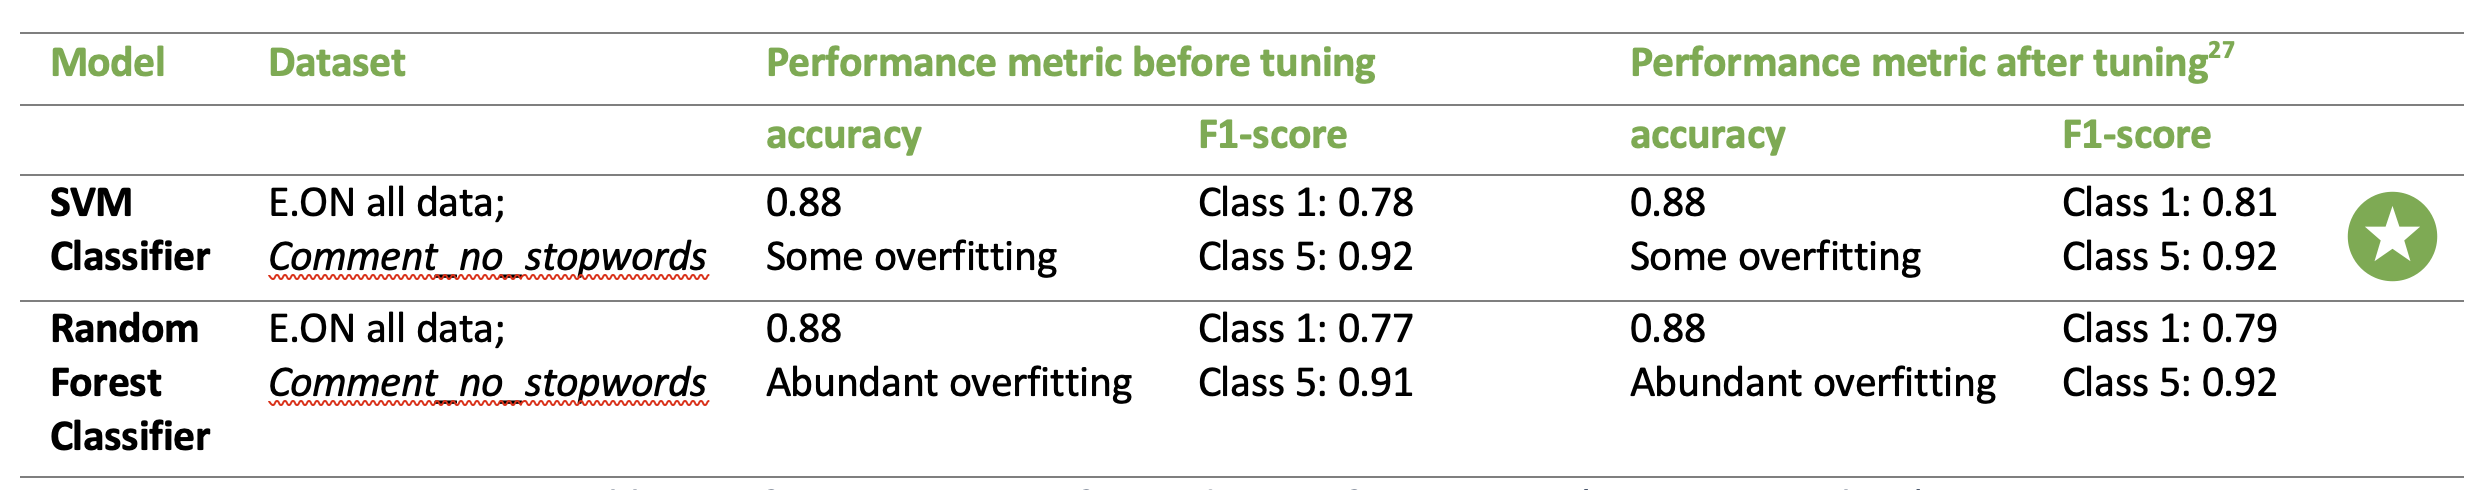 Model Dataset Performance metric before tuning Performance metric after tuning27
accuracy F1-score accuracy F1-score
SVM E.ON all data; 0.88 Class 1: 0.78 0.88 Class 1: 0.81
Classifier Comment_no_stopwords Some overfitting Class 5: 0.92 Some overfitting Class 5: 0.92
Random E.ON all data; 0.88 Class 1: 0.77 0.88 Class 1: 0.79
Forest Comment_no_stopwords Abundant overfitting Class 5: 0.91 Abundant overfitting Class 5: 0.92
Classifier